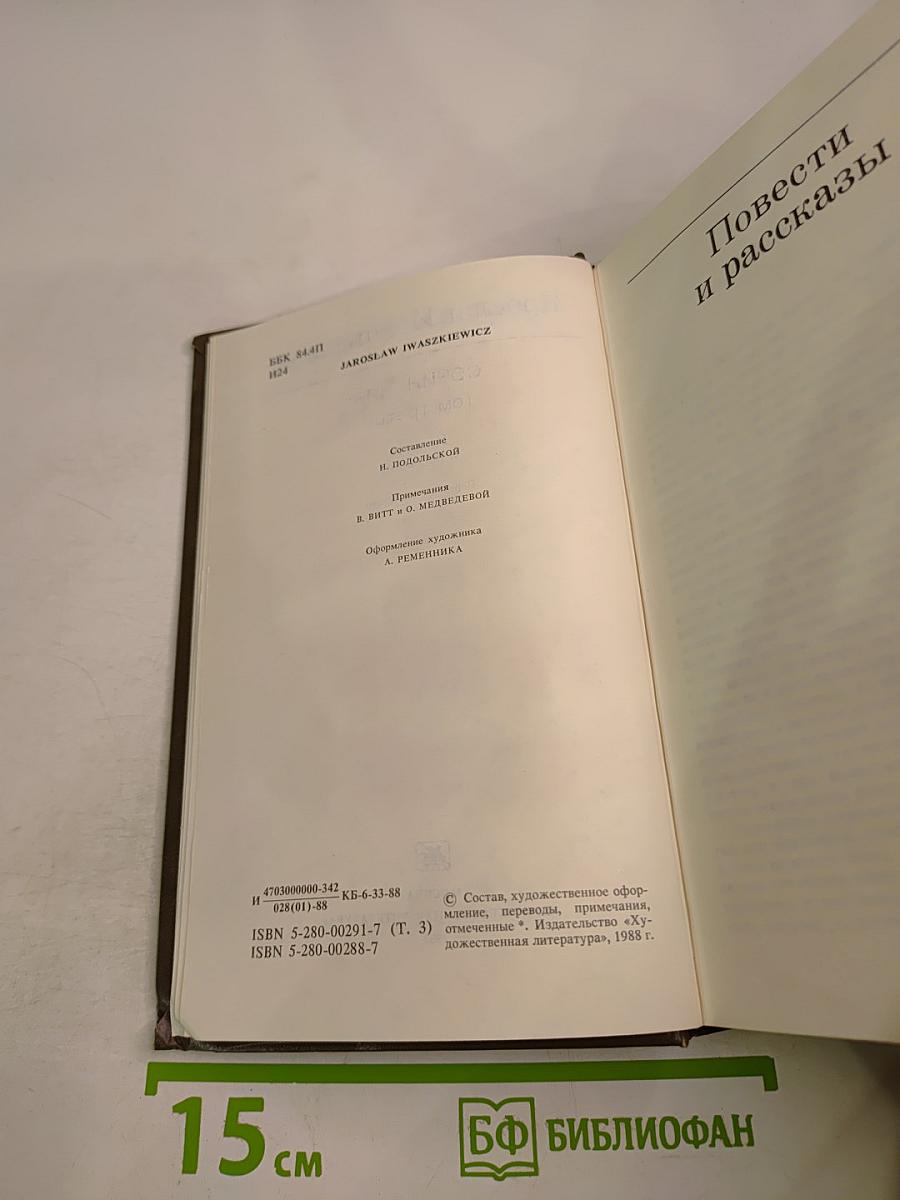 ББК 84.4П
И24
JAROSŁAW IWASZKIEWICZ
Составление
Н. ПОДОЛЬСКОЙ
Примечания
В. ВИТТ и О. МЕДВЕДЕВОЙ
Оформление художника
А. РЕМЕННИКА
И 4703000000-342 КБ-6-33-88
028(01)-88
ISBN 5-280-00291-7 (Т. 3)
ISBN 5-280-00288-7
© Состав, художественное офор-
мление, переводы, примечания,
отмеченные *. Издательство «Ху-
дожественная литература», 1988 г.
Повести
и рассказы
15 см
БФ БИБЛИОФАН